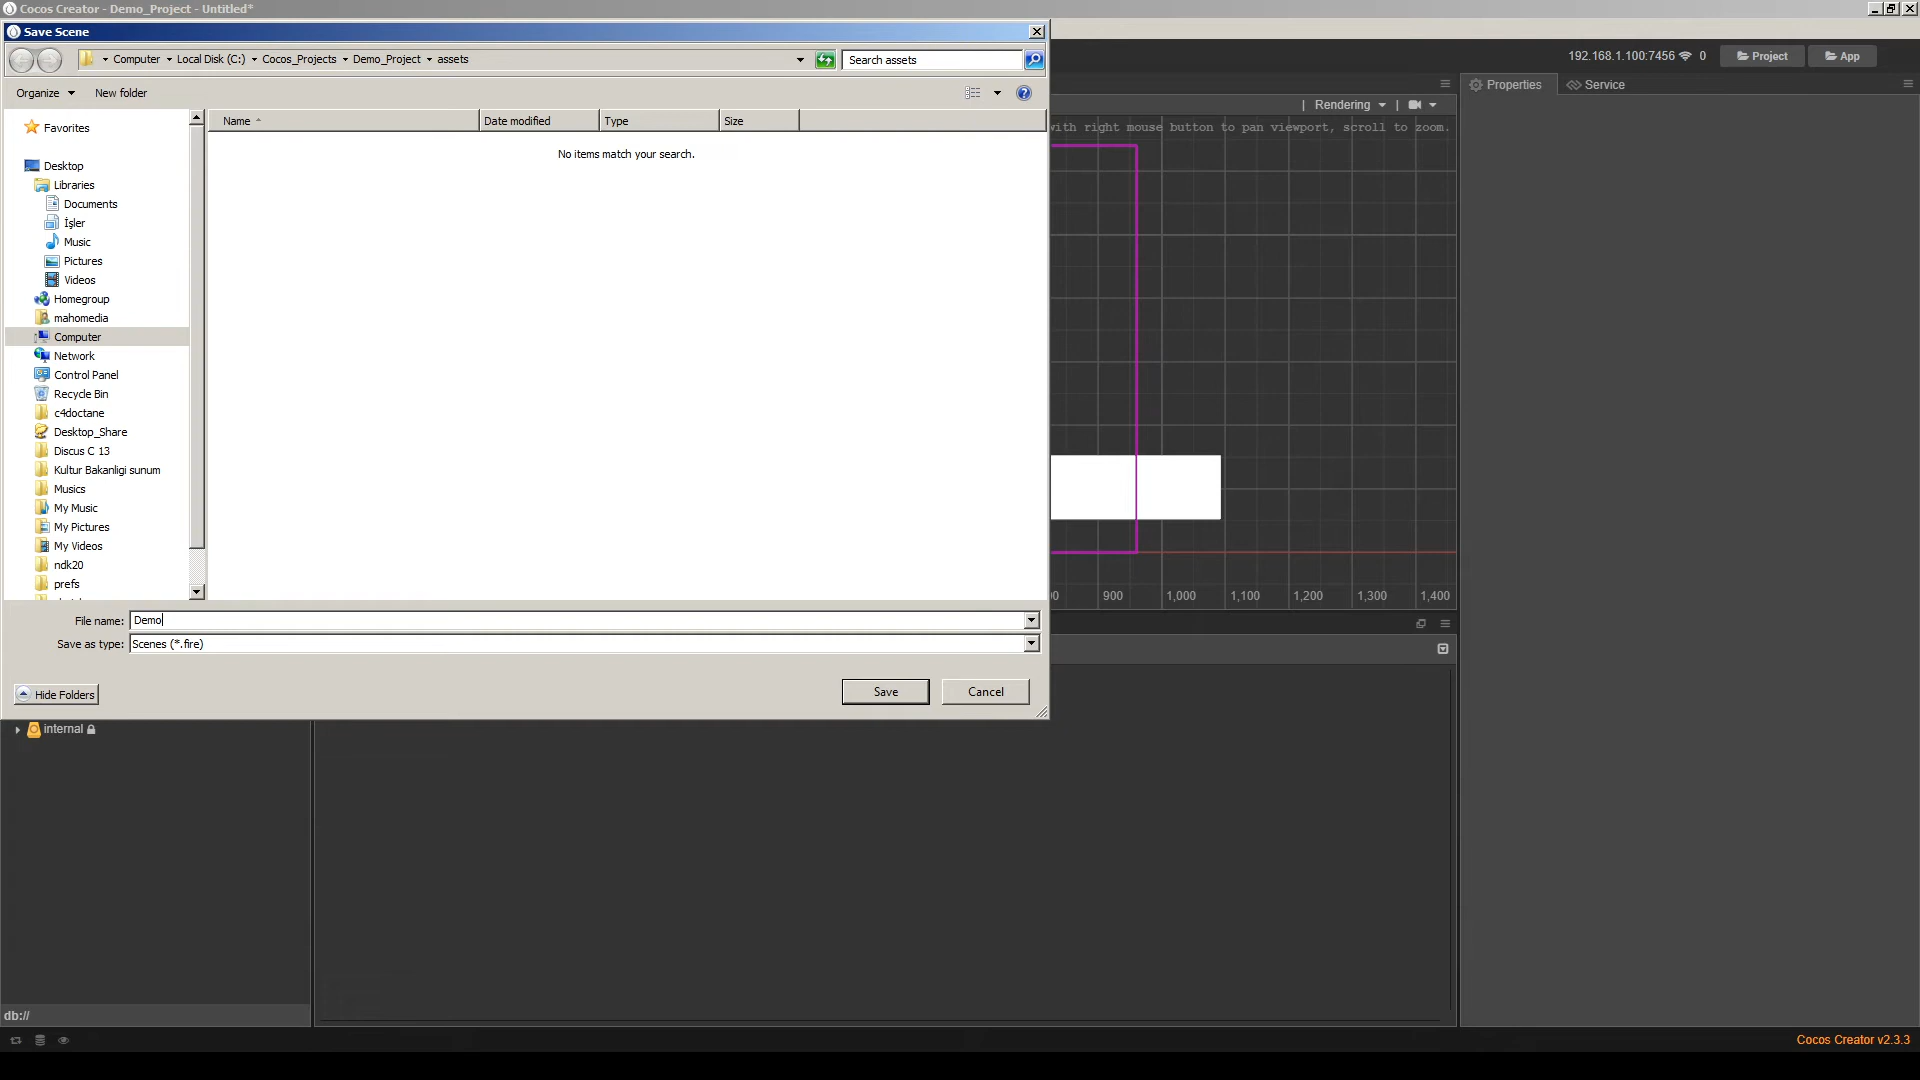 Cocos Creator - Demo_Project - Untitled*
Save Scene
Computer Local Disk (C:) Cocos_Projects Demo_Project assets
Search assets
Organize New folder
Name Date modified Type Size
No items match your search.
Favorites
Desktop
Libraries
Documents
İşler
Music
Pictures
Videos
Homegroup
mahomedia
Computer
Network
Control Panel
Recycle Bin
c4doctane
Desktop_Share
Discus C 13
Kultur Bakanligi sunum
Musics
My Music
My Pictures
My Videos
ndk20
prefs
File name: Demo
Save as type: Scenes (*.fire)
Hide Folders
Save Cancel
192.168.1.100:7456 0 Project App
Properties Service
| Rendering |
with right mouse button to pan viewport, scroll to zoom.
900 1,000 1,100 1,200 1,300 1,400
internal
db://
Cocos Creator v2.3.3